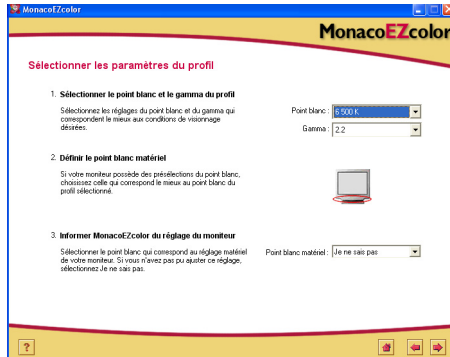 MonacoEZcolor
MonacoEZcolor
Sélectionner les paramètres du profil
1. Sélectionner le point blanc et le gamma du profil
Sélectionnez les réglages du point blanc et du gamma qui
correspondent le mieux aux conditions de visionnage
désirées.
Point blanc : 6 500 K
Gamma : 2.2
2. Définir le point blanc matériel
Si votre moniteur possède des présélections du point blanc,
choisissez celle qui correspond le mieux au point blanc du
profil sélectionné.
3. Informer MonacoEZcolor du réglage du moniteur
Sélectionner le point blanc qui correspond au réglage matériel
de votre moniteur. Si vous n'avez pas pu ajuster ce réglage,
sélectionnez Je ne sais pas.
Point blanc matériel : Je ne sais pas
?